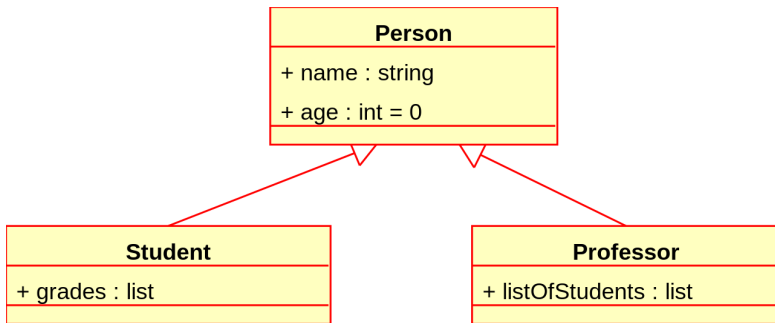 Person
+ name : string
+ age : int = 0
Student
+ grades : list
Professor
+ listOfStudents : list